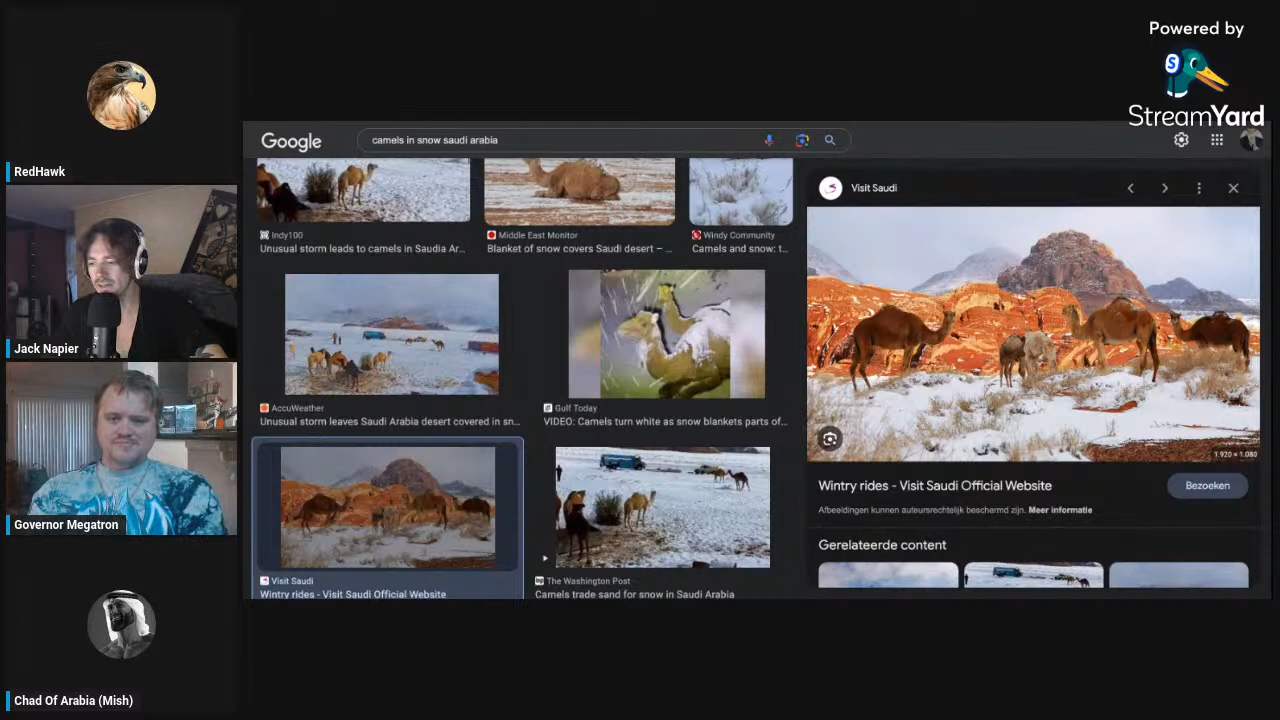 Powered by
StreamYard
RedHawk
Jack Napier
Governor Megatron
Chad Of Arabia (Mish)
Google
camels in snow saudi arabia
Indy100
Unusual storm leads to camels in Saudia Ar...
Middle East Monitor
Blanket of snow covers Saudi desert – ...
Windy Community
Camels and snow: t...
AccuWeather
Unusual storm leaves Saudi Arabia desert covered in sn...
Gulf Today
VIDEO: Camels turn white as snow blankets parts of...
Visit Saudi
Wintry rides - Visit Saudi Official Website
The Washington Post
Camels trade sand for snow in Saudi Arabia
Visit Saudi
1.920 × 1.080
Wintry rides - Visit Saudi Official Website
Bezoeken
Afbeeldingen kunnen auteursrechtelijk beschermd zijn. Meer informatie
Gerelateerde content